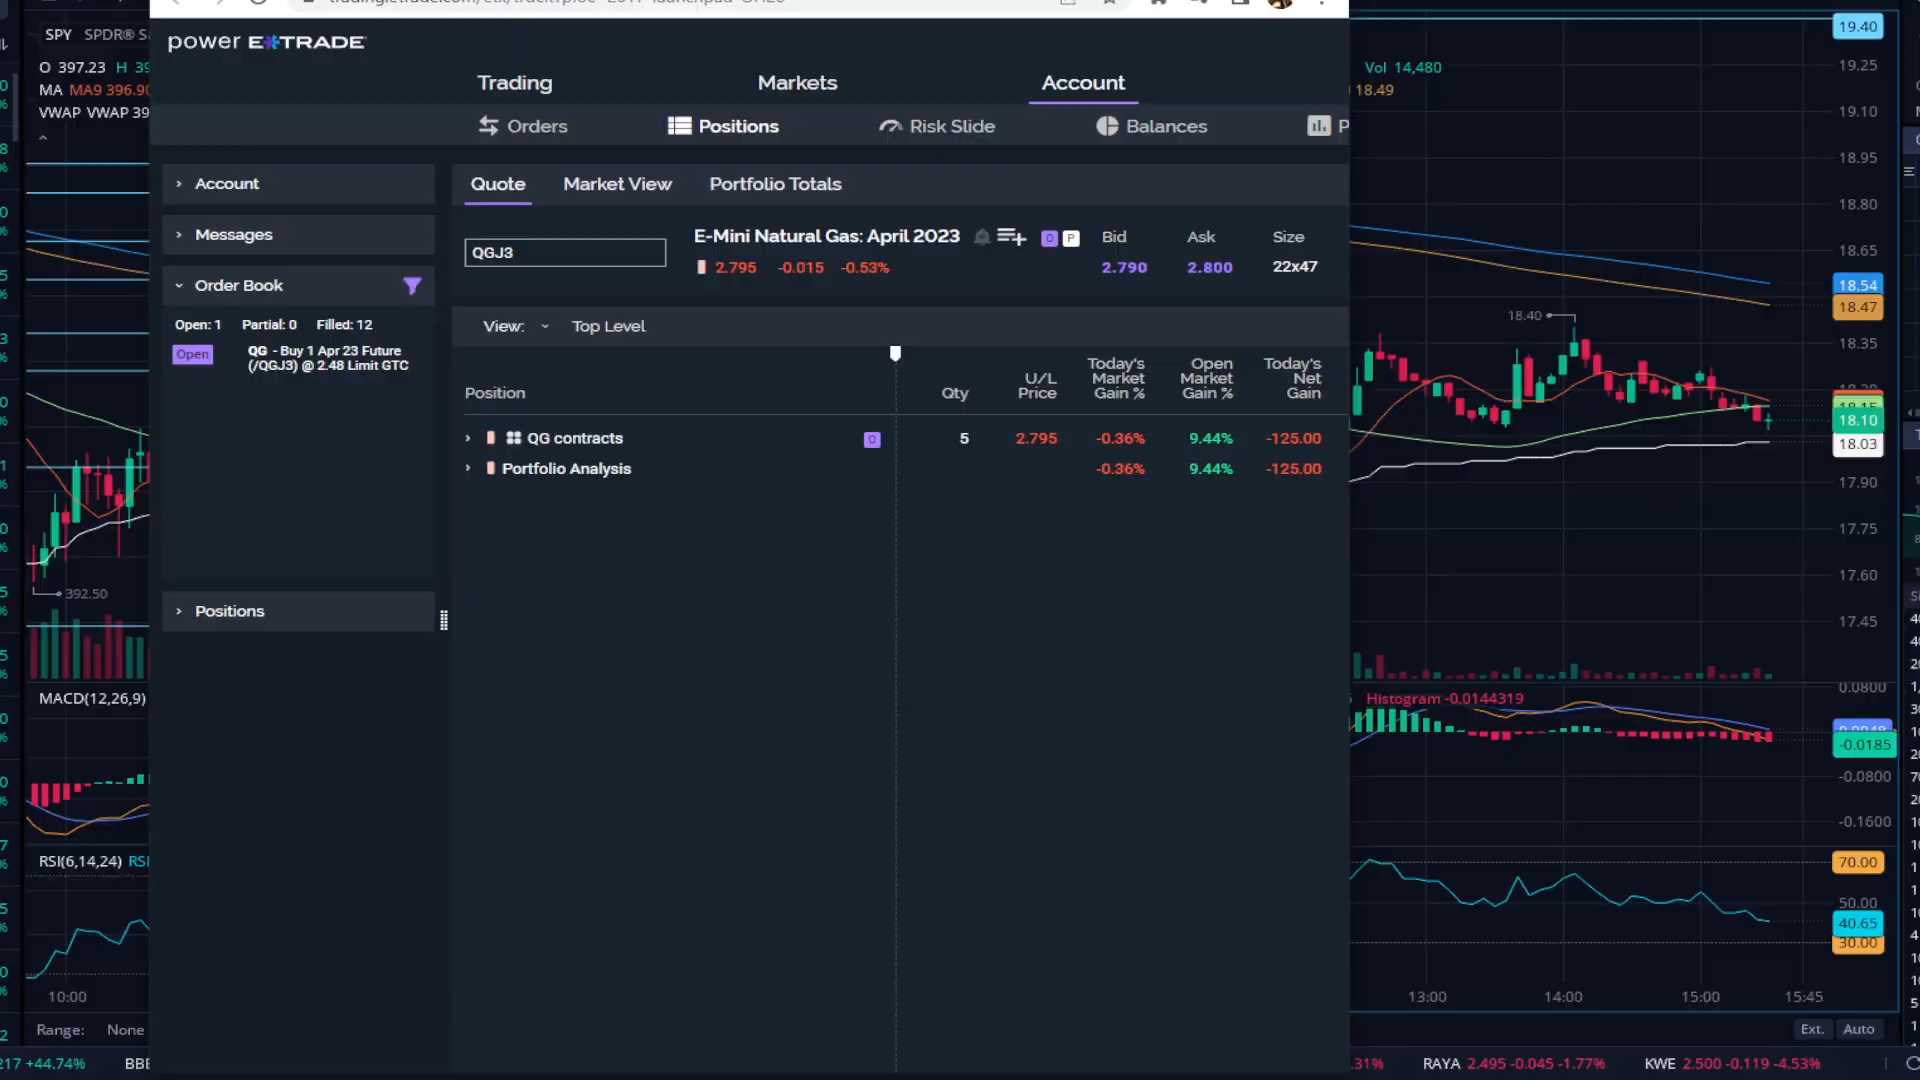 power E*TRADE
Trading
Markets
Account
Orders
Positions
Risk Slide
Balances
Account
Messages
Order Book
Open: 1 Partial: 0 Filled: 12
Open
QG - Buy 1 Apr 23 Future
(/QGJ3) @ 2.48 Limit GTC
Positions
Quote
Market View
Portfolio Totals
QGJ3
E-Mini Natural Gas: April 2023
O
P
2.795 -0.015 -0.53%
Bid
2.790
Ask
2.800
Size
22x47
View:
Top Level
Position
Qty
U/L
Price
Today's
Market
Gain %
Open
Market
Gain %
Today's
Net
Gain
QG contracts
O
5
2.795
-0.36%
9.44%
-125.00
Portfolio Analysis
-0.36%
9.44%
-125.00
SPY SPDR®
O 397.23 H
MA MA9 396.90
VWAP VWAP
392.50
MACD(12,26,9)
RSI(6,14,24)
10:00
Range: None
+44.74%
Vol 14,480
18.49
18.40
19.40
19.25
19.10
18.95
18.80
18.65
18.54
18.47
18.35
18.15
18.10
18.03
17.90
17.75
17.60
17.45
Histogram -0.0144319
0.0800
-0.0185
-0.0800
-0.1600
70.00
50.00
40.65
30.00
13:00
14:00
15:00
15:45
Ext.
Auto
RAYA 2.495 -0.045 -1.77%
KWE 2.500 -0.119 -4.53%